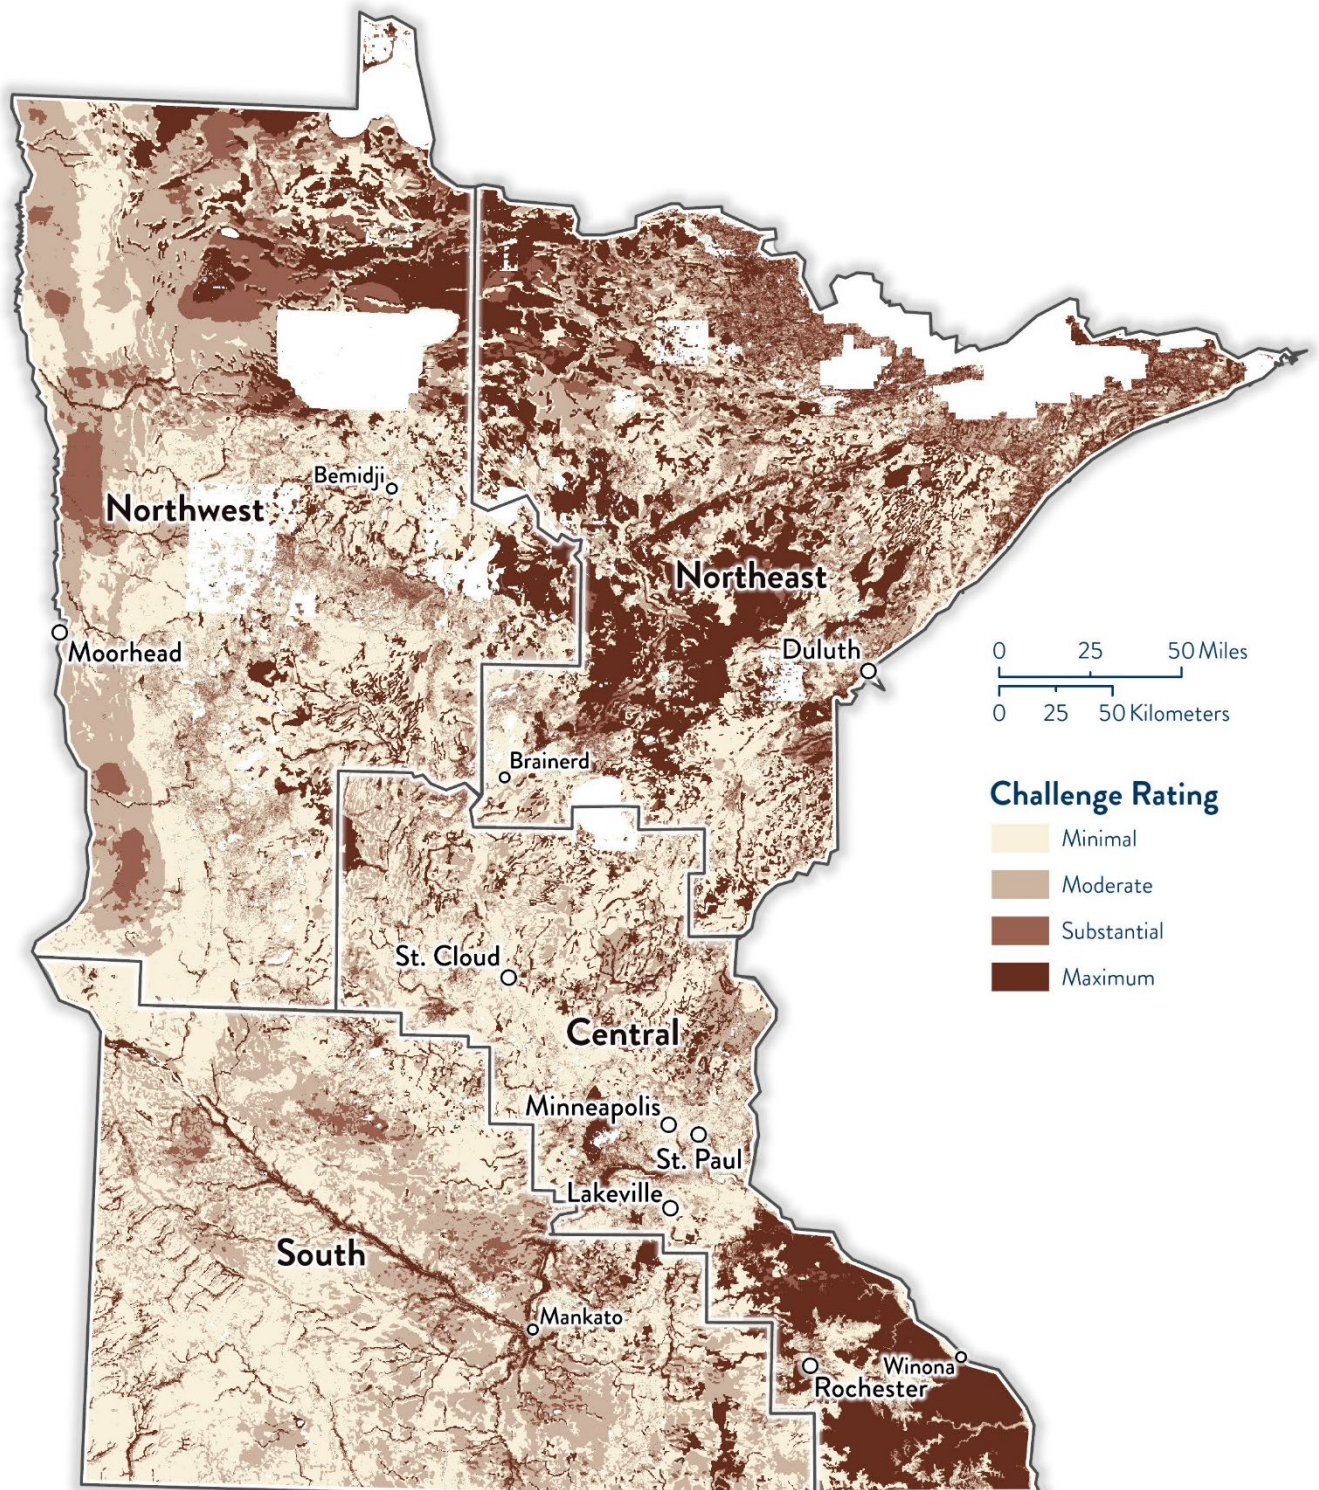 Bemidji
Northwest
Northeast
Moorhead
Duluth
0 25 50 Miles
0 25 50 Kilometers
Brainerd
Challenge Rating
Minimal
Moderate
Substantial
Maximum
St. Cloud
Central
Minneapolis
St. Paul
Lakeville
South
Mankato
Winona
Rochester